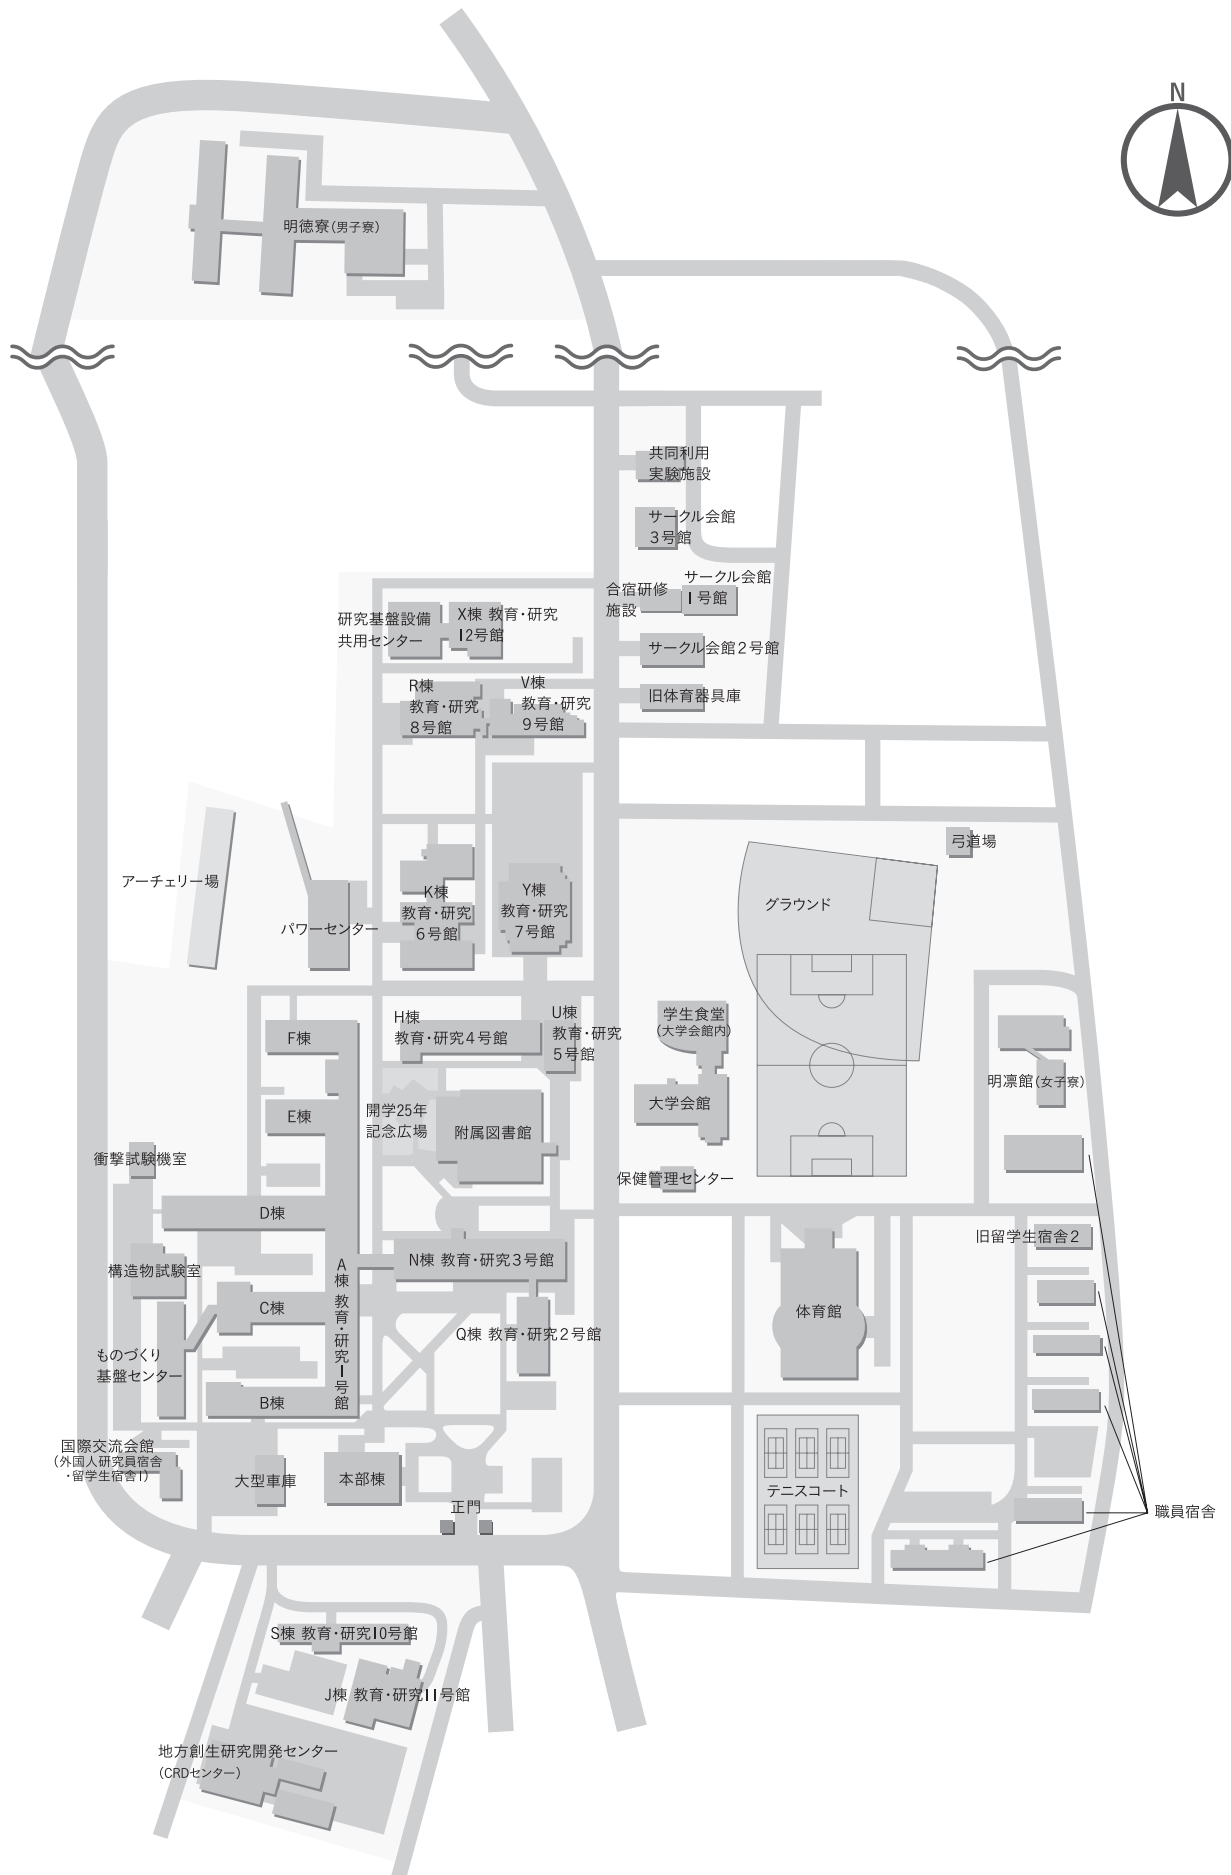 N
明徳寮(男子寮)
共同利用
実験施設
サークル会館
3号館
合宿研修
施設
サークル会館
1号館
研究基盤設備
共用センター
X棟 教育・研究
12号館
サークル会館2号館
R棟
教育・研究
8号館
V棟
教育・研究
9号館
旧体育器具庫
弓道場
アーチェリー場
グラウンド
パワーセンター
K棟
教育・研究
6号館
Y棟
教育・研究
7号館
F棟
H棟
教育・研究4号館
U棟
教育・研究
5号館
学生食堂
(大学会館内)
明凛館(女子寮)
E棟
開学25年
記念広場
附属図書館
大学会館
衝撃試験機室
保健管理センター
D棟
旧留学生宿舎2
構造物試験室
A棟 教育・研究1号館
N棟 教育・研究3号館
C棟
体育館
Q棟 教育・研究2号館
ものづくり
基盤センター
B棟
国際交流会館
(外国人研究員宿舎
・留学生宿舎1)
大型車庫
本部棟
正門
テニスコート
職員宿舎
S棟 教育・研究10号館
J棟 教育・研究11号館
地方創生研究開発センター
(CRDセンター)